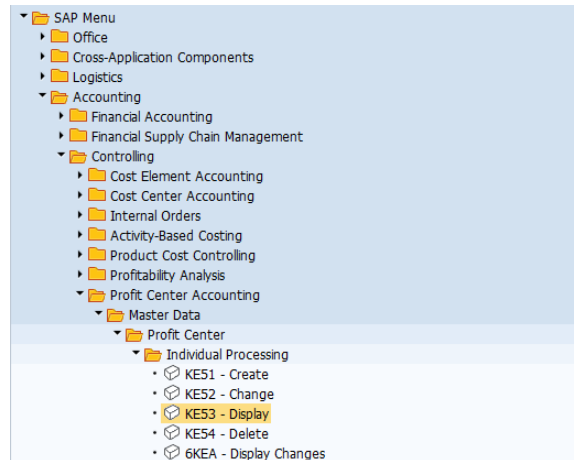 SAP Menu
Office
Cross-Application Components
Logistics
Accounting
Financial Accounting
Financial Supply Chain Management
Controlling
Cost Element Accounting
Cost Center Accounting
Internal Orders
Activity-Based Costing
Product Cost Controlling
Profitability Analysis
Profit Center Accounting
Master Data
Profit Center
Individual Processing
KE51 - Create
KE52 - Change
KE53 - Display
KE54 - Delete
6KEA - Display Changes